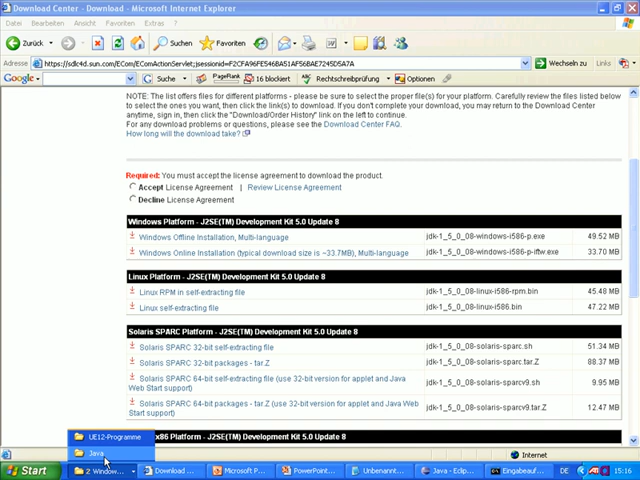 Download Center - Download - Microsoft Internet Explorer
Datei Bearbeiten Ansicht Favoriten Extras ?
Zurück Suchen Favoriten
Adresse https://sdlc4d.sun.com/ECom/EComActionServlet;jsessionid=F2CFA96FE546BA51AF56BAE7245D5A7A Wechseln zu Links
Google Suche PageRank 16 blockiert Rechtschreibprüfung Optionen
NOTE: The list offers files for different platforms - please be sure to select the proper file(s) for your platform. Carefully review the files listed below
to select the ones you want, then click the link(s) to download. If you don't complete your download, you may return to the Download Center
anytime, sign in, then click the "Download/Order History" link on the left to continue.
For any download problems or questions, please see the Download Center FAQ.
How long will the download take?
Required: You must accept the license agreement to download the product.
Accept License Agreement | Review License Agreement
Decline License Agreement
Windows Platform - J2SE(TM) Development Kit 5.0 Update 8
Windows Offline Installation, Multi-language jdk-1_5_0_08-windows-i586-p.exe 49.52 MB
Windows Online Installation (typical download size is ~33.7MB), Multi-language jdk-1_5_0_08-windows-i586-p-iftw.exe 33.70 MB
Linux Platform - J2SE(TM) Development Kit 5.0 Update 8
Linux RPM in self-extracting file jdk-1_5_0_08-linux-i586-rpm.bin 45.48 MB
Linux self-extracting file jdk-1_5_0_08-linux-i586.bin 47.22 MB
Solaris SPARC Platform - J2SE(TM) Development Kit 5.0 Update 8
Solaris SPARC 32-bit self-extracting file jdk-1_5_0_08-solaris-sparc.sh 51.34 MB
Solaris SPARC 32-bit packages - tar.Z jdk-1_5_0_08-solaris-sparc.tar.Z 88.37 MB
Solaris SPARC 64-bit self-extracting file (use 32-bit version for applet and Java
Web Start support) jdk-1_5_0_08-solaris-sparcv9.sh 9.95 MB
Solaris SPARC 64-bit packages - tar.Z (use 32-bit version for applet and Java Web
Start support) jdk-1_5_0_08-solaris-sparcv9.tar.Z 12.47 MB
x86 Platform - J2SE(TM) Development Kit 5.0 Update 8
UE12-Programme
Java
Internet
Start 2 Window... Download ... Microsoft P... PowerPoint... Unbenannt... Java - Eclip... Eingabeauf... DE 15:16